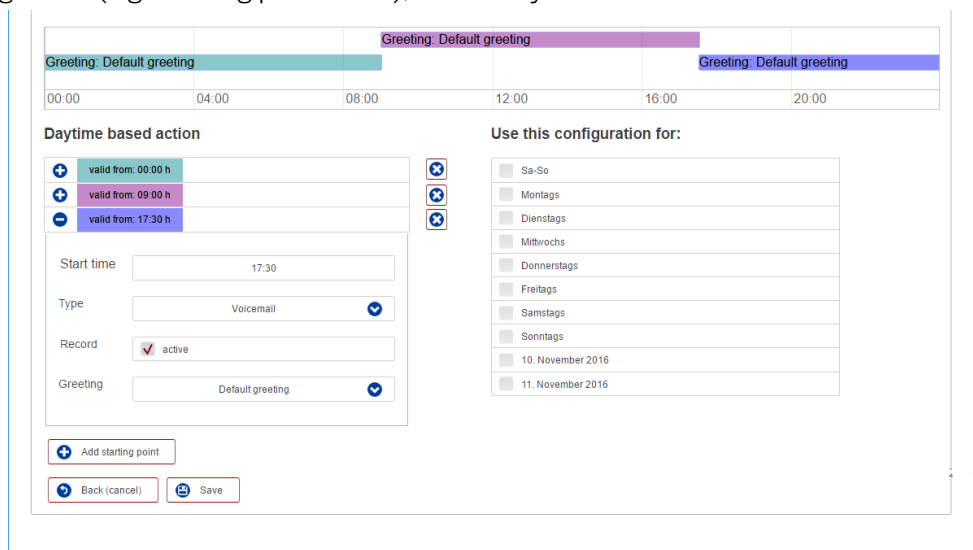 Greeting: Default greeting
Greeting: Default greeting
Greeting: Default greeting
00:00 04:00 08:00 12:00 16:00 20:00
Daytime based action
valid from: 00:00 h
valid from: 09:00 h
valid from: 17:30 h
Start time 17:30
Type Voicemail
Record active
Greeting Default greeting
Add starting point
Back (cancel) Save
Use this configuration for:
Sa-So
Montags
Dienstags
Mittwochs
Donnerstags
Freitags
Samstags
Sonntags
10. November 2016
11. November 2016